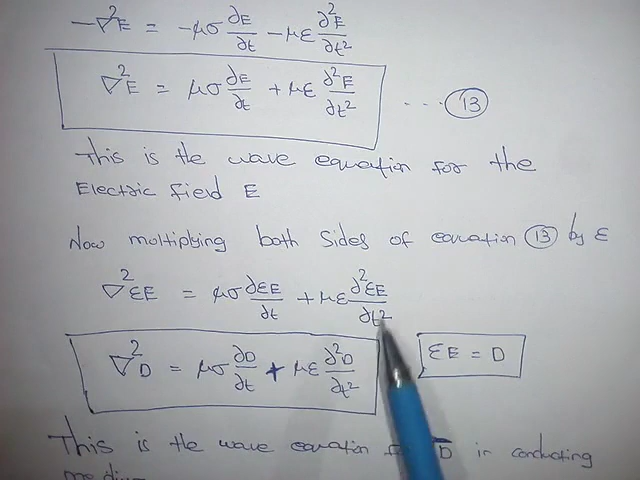 -∇²E = -μσ ∂E/∂t - με ∂²E/∂t²
∇²E = μσ ∂E/∂t + με ∂²E/∂t² ... 13
This is the wave equation for the
Electric field E
Now multiplying both sides of equation 13 by ε
∇²εE = μσ ∂εE/∂t + με ∂²εE/∂t²
∇²D = μσ ∂D/∂t + με ∂²D/∂t² εE = D
This is the wave equation D in conducting